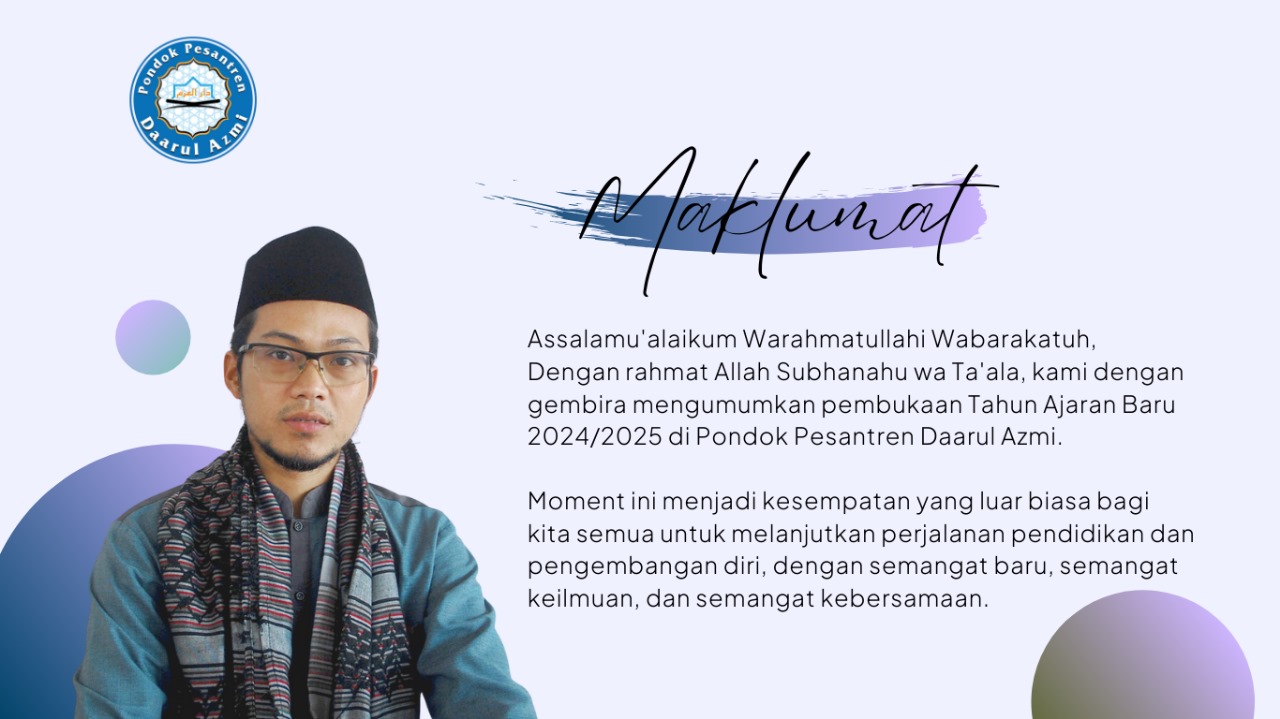 Pondok Pesantren
دار العزم
Daarul Azmi
Maklumat
Assalamu'alaikum Warahmatullahi Wabarakatuh,
Dengan rahmat Allah Subhanahu wa Ta'ala, kami dengan
gembira mengumumkan pembukaan Tahun Ajaran Baru
2024/2025 di Pondok Pesantren Daarul Azmi.
Moment ini menjadi kesempatan yang luar biasa bagi
kita semua untuk melanjutkan perjalanan pendidikan dan
pengembangan diri, dengan semangat baru, semangat
keilmuan, dan semangat kebersamaan.